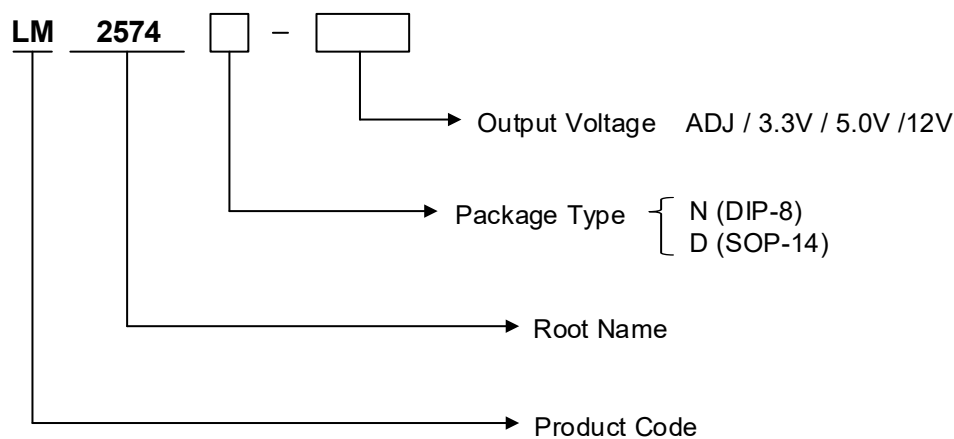 LM 2574 –
Output Voltage ADJ / 3.3V / 5.0V /12V
Package Type N (DIP-8)
D (SOP-14)
Root Name
Product Code